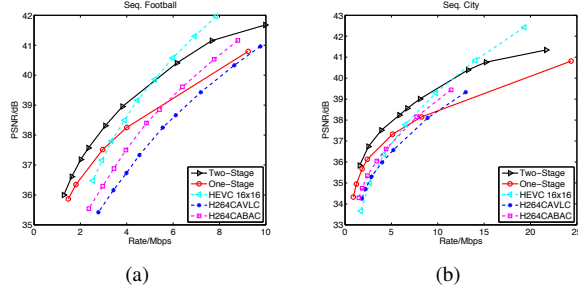 Seq. Football
42
41
40
39
38
37
36
35
PSNR/dB
0
2
4
6
8
10
Rate/Mbps
Two-Stage
One-Stage
HEVC 16x16
H264CAVLC
H264CABAC
(a)
Seq. City
43
42
41
40
39
38
37
36
35
34
33
PSNR/dB
0
5
10
15
20
25
Rate/Mbps
Two-Stage
One-Stage
HEVC 16x16
H264CAVLC
H264CABAC
(b)